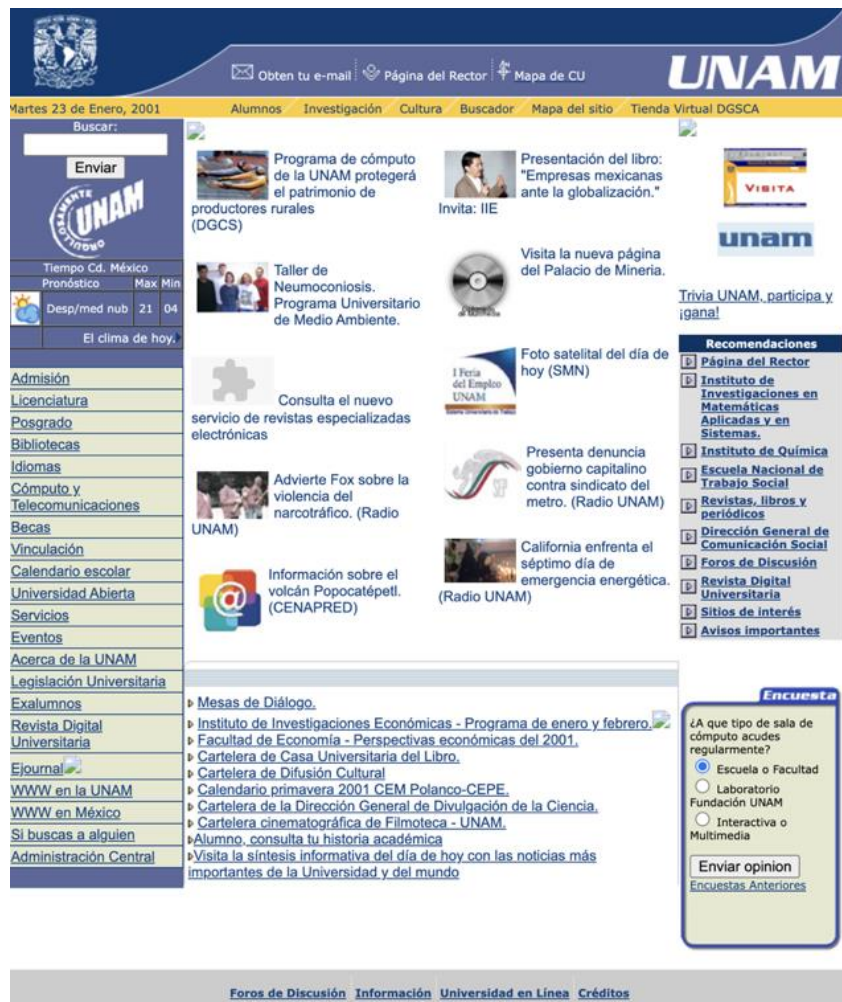 Obten tu e-mail
Página del Rector
Mapa de CU
UNAM
Martes 23 de Enero, 2001
Alumnos
Investigación
Cultura
Buscador
Mapa del sitio
Tienda Virtual DGSCA
Buscar:
Enviar
ORGULLOSAMENTE
UNAM
Tiempo Cd. México
Pronóstico Max Min
Desp/med nub 21 04
El clima de hoy.
Admisión
Licenciatura
Posgrado
Bibliotecas
Idiomas
Cómputo y
Telecomunicaciones
Becas
Vinculación
Calendario escolar
Universidad Abierta
Servicios
Eventos
Acerca de la UNAM
Legislación Universitaria
Exalumnos
Revista Digital
Universitaria
Ejournal
WWW en la UNAM
WWW en México
Si buscas a alguien
Administración Central
Programa de cómputo
de la UNAM protegerá
el patrimonio de
productores rurales
(DGCS)
Presentación del libro:
"Empresas mexicanas
ante la globalización."
Invita: IIE
Taller de
Neumoconiosis.
Programa Universitario
de Medio Ambiente.
Visita la nueva página
del Palacio de Mineria.
Consulta el nuevo
servicio de revistas especializadas
electrónicas
I Feria
del Empleo
UNAM
Foto satelital del día de
hoy (SMN)
Advierte Fox sobre la
violencia del
narcotráfico. (Radio
UNAM)
Presenta denuncia
gobierno capitalino
contra sindicato del
metro. (Radio UNAM)
Información sobre el
volcán Popocatépetl.
(CENAPRED)
California enfrenta el
séptimo día de
emergencia energética.
(Radio UNAM)
Mesas de Diálogo.
Instituto de Investigaciones Económicas - Programa de enero y febrero.
Facultad de Economía - Perspectivas económicas del 2001.
Cartelera de Casa Universitaria del Libro.
Cartelera de Difusión Cultural
Calendario primavera 2001 CEM Polanco-CEPE.
Cartelera de la Dirección General de Divulgación de la Ciencia.
Cartelera cinematográfica de Filmoteca - UNAM.
Alumno, consulta tu historia académica
Visita la síntesis informativa del día de hoy con las noticias más
importantes de la Universidad y del mundo
VISITA
unam
Trivia UNAM, participa y
¡gana!
Recomendaciones
Página del Rector
Instituto de
Investigaciones en
Matemáticas
Aplicadas y en
Sistemas.
Instituto de Química
Escuela Nacional de
Trabajo Social
Revistas, libros y
periódicos
Dirección General de
Comunicación Social
Foros de Discusión
Revista Digital
Universitaria
Sitios de interés
Avisos importantes
Encuesta
¿A que tipo de sala de
cómputo acudes
regularmente?
Escuela o Facultad
Laboratorio
Fundación UNAM
Interactiva o
Multimedia
Enviar opinion
Encuestas Anteriores
Foros de Discusión Información Universidad en Línea Créditos